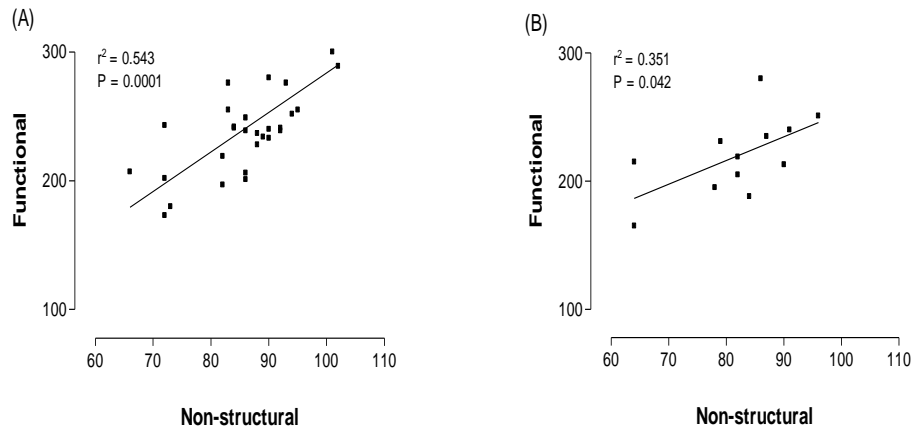 (A)
r² = 0.543
P = 0.0001
300
200
100
Functional
60 70 80 90 100 110
Non-structural
(B)
r² = 0.351
P = 0.042
300
200
100
Functional
60 70 80 90 100 110
Non-structural